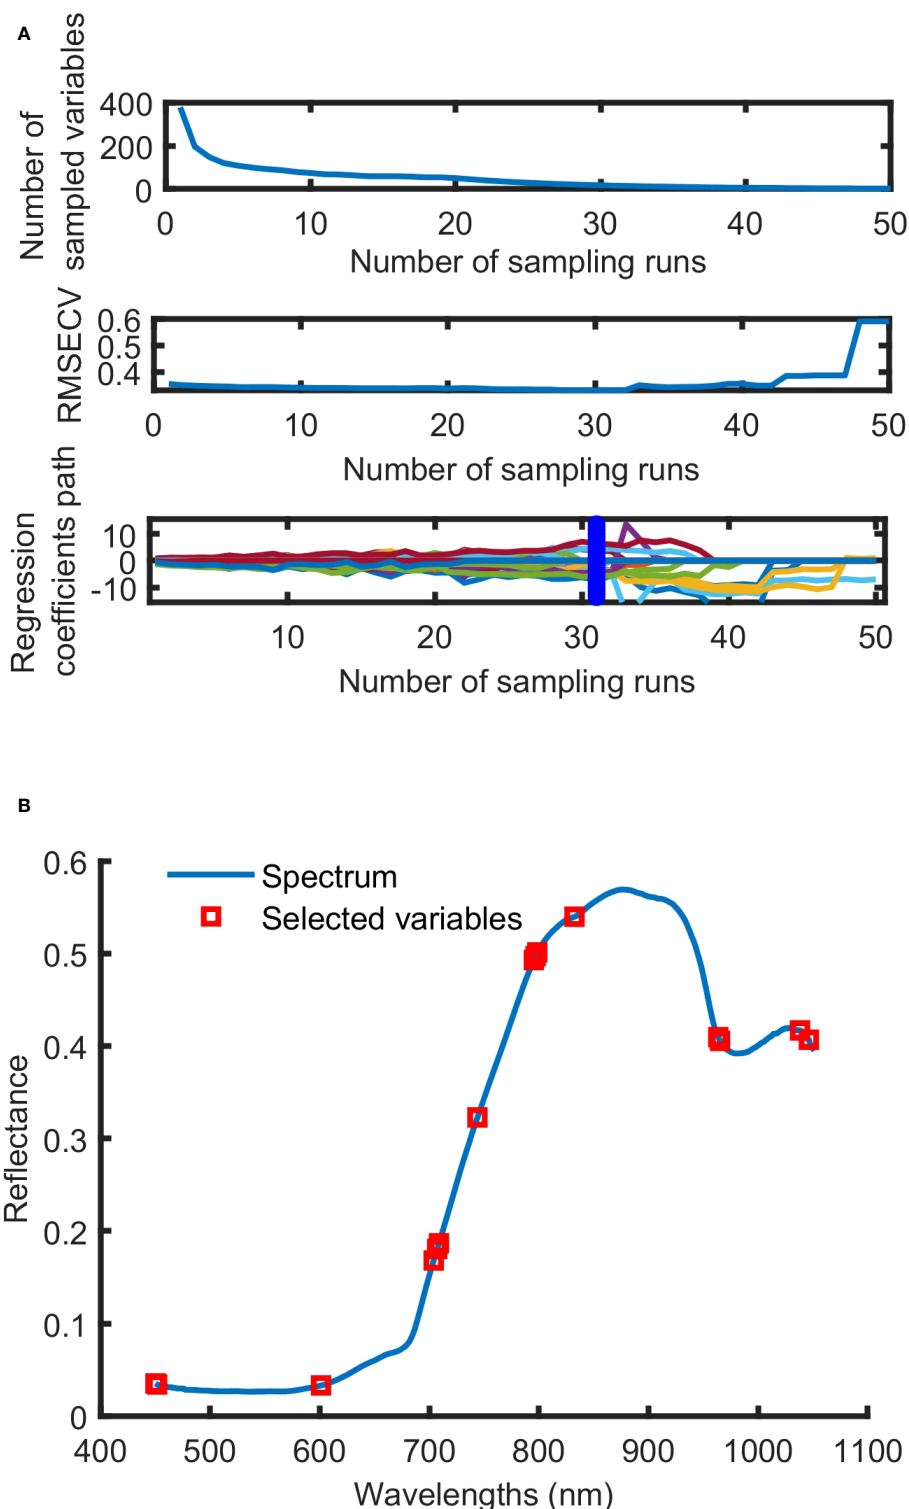 A
Number of
sampled variables
400
200
0
0 10 20 30 40 50
Number of sampling runs
RMSECV
0.6
0.5
0.4
0 10 20 30 40 50
Number of sampling runs
Regression
coefficients path
10
0
-10
10 20 30 40 50
Number of sampling runs
B
Reflectance
0.6
0.5
0.4
0.3
0.2
0.1
0
Spectrum
Selected variables
400 500 600 700 800 900 1000 1100
Wavelengths (nm)